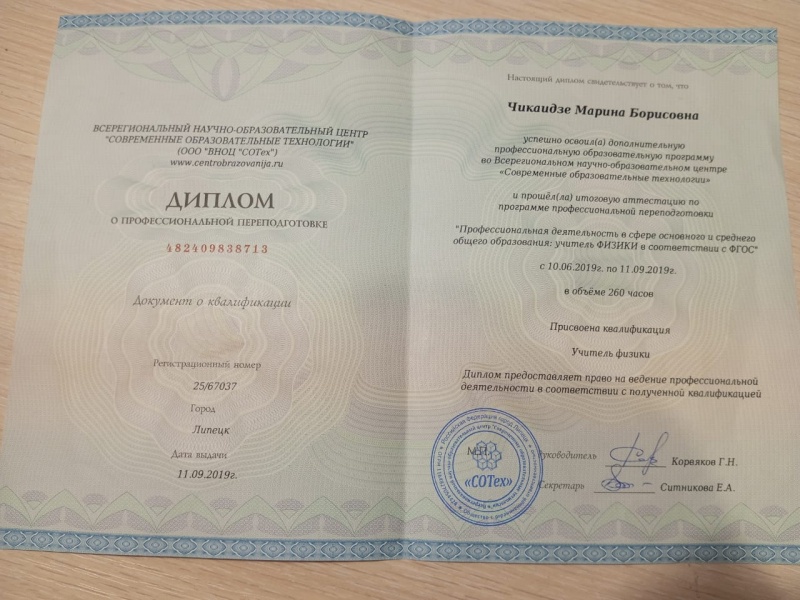 ВСЕРЕГИОНАЛЬНЫЙ НАУЧНО-ОБРАЗОВАТЕЛЬНЫЙ ЦЕНТР
"СОВРЕМЕННЫЕ ОБРАЗОВАТЕЛЬНЫЕ ТЕХНОЛОГИИ"
(ООО "ВНОЦ "СОТех")
www.centrobrazovanija.ru
ДИПЛОМ
О ПРОФЕССИОНАЛЬНОЙ ПЕРЕПОДГОТОВКЕ
482409838713
Документ о квалификации
Регистрационный номер
25/67037
Город
Липецк
Дата выдачи
11.09.2019г.
Настоящий диплом свидетельствует о том, что
Чикаидзе Марина Борисовна
успешно освоил(а) дополнительную
профессиональную образовательную программу
во Всерегиональном научно-образовательном центре
«Современные образовательные технологии»
и прошёл(ла) итоговую аттестацию по
программе профессиональной переподготовки
"Профессиональная деятельность в сфере основного и среднего
общего образования: учитель ФИЗИКИ в соответствии с ФГОС"
с 10.06.2019г. по 11.09.2019г.
в объёме 260 часов
Присвоена квалификация
Учитель физики
Диплом предоставляет право на ведение профессиональной
деятельности в соответствии с полученной квалификацией
М.П.
Руководитель Корвяков Г.Н.
«СОТех»
Секретарь Ситникова Е.А.